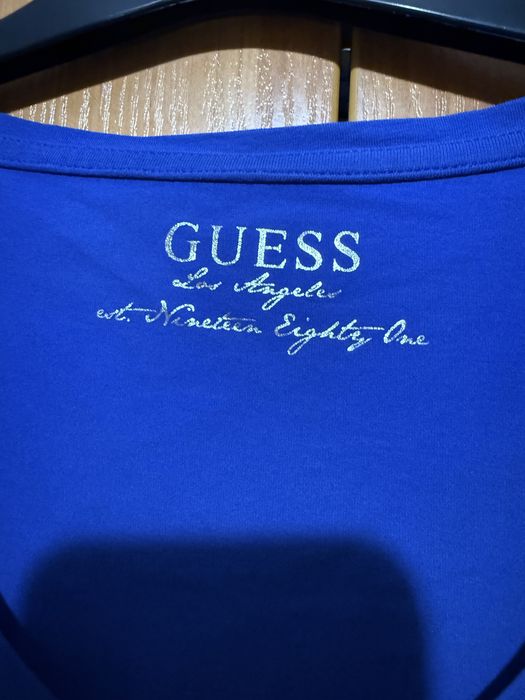 GUESS
Los Angeles
est. Nineteen Eighty One